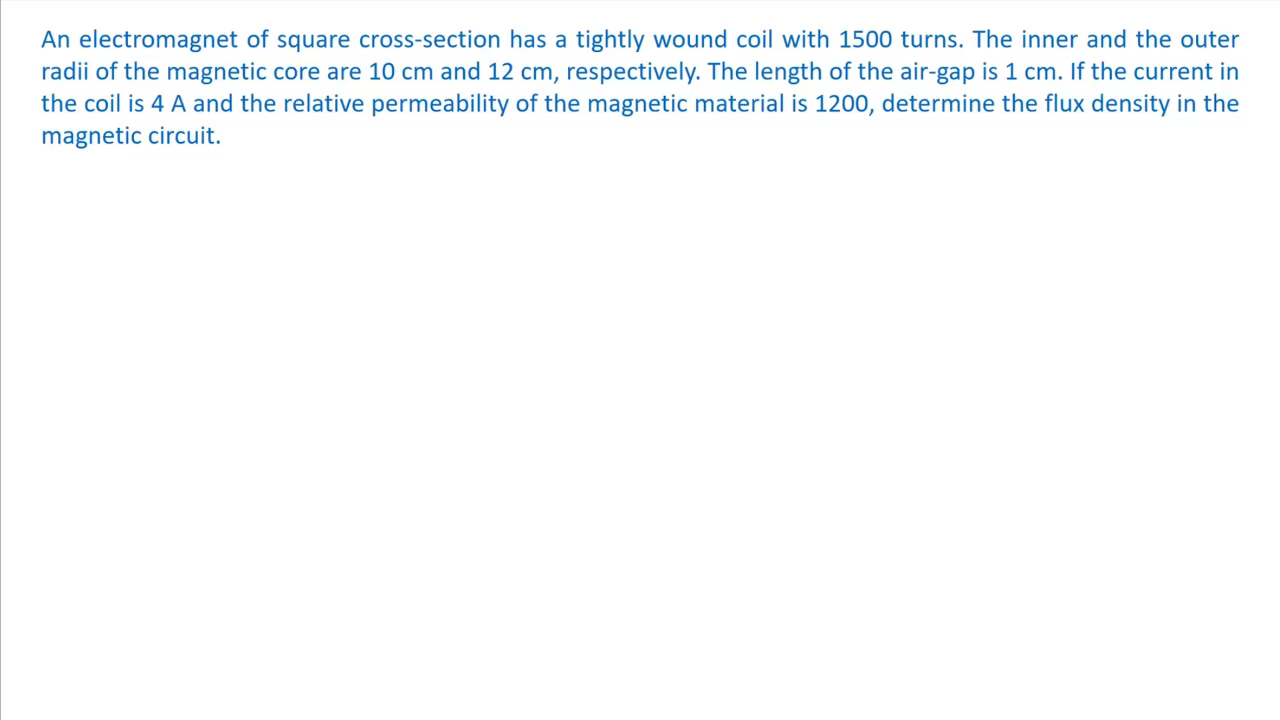 An electromagnet of square cross-section has a tightly wound coil with 1500 turns. The inner and the outer
radii of the magnetic core are 10 cm and 12 cm, respectively. The length of the air-gap is 1 cm. If the current in
the coil is 4 A and the relative permeability of the magnetic material is 1200, determine the flux density in the
magnetic circuit.